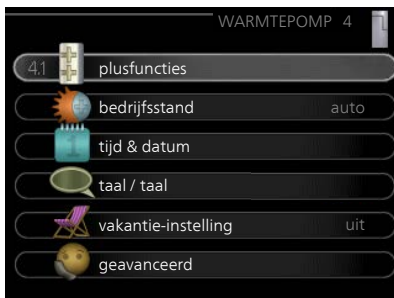 WARMTEPOMP 4
4.1 plusfuncties
bedrijfsstand auto
tijd & datum
taal / taal
vakantie-instelling uit
geavanceerd